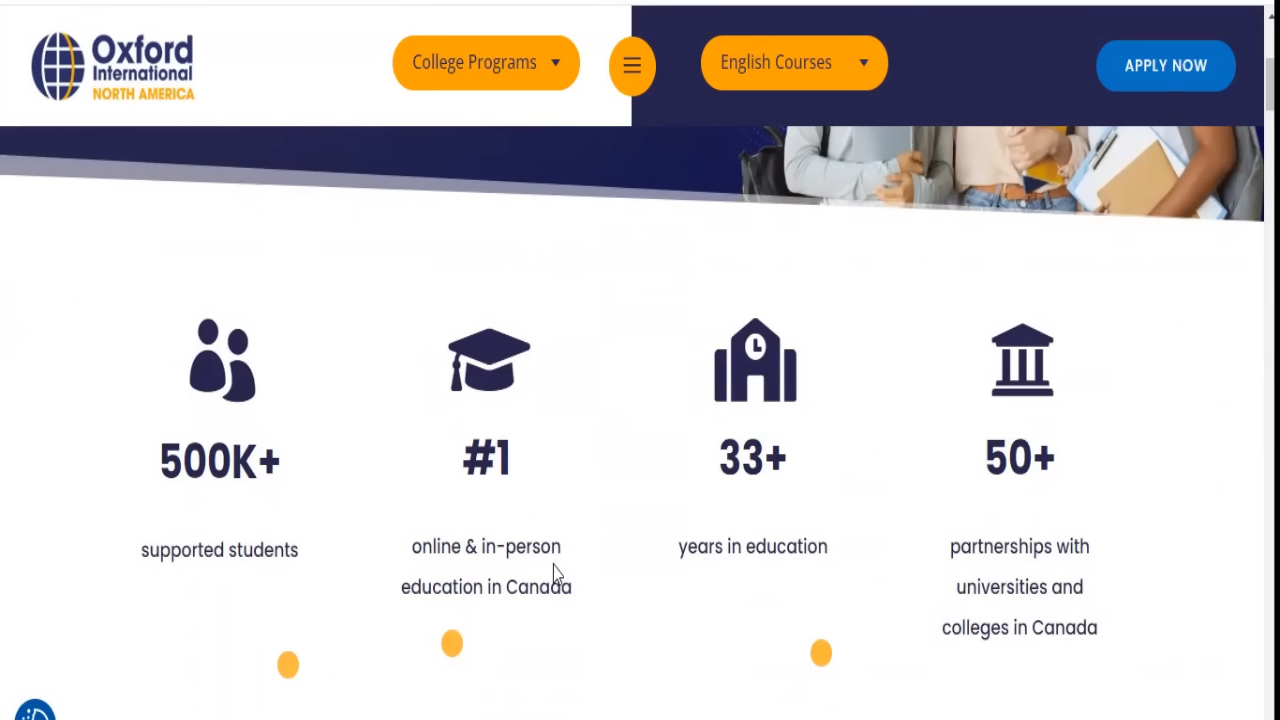 Oxford
International
NORTH AMERICA
College Programs
English Courses
APPLY NOW
500K+
supported students
#1
online & in-person
education in Canada
33+
years in education
50+
partnerships with
universities and
colleges in Canada